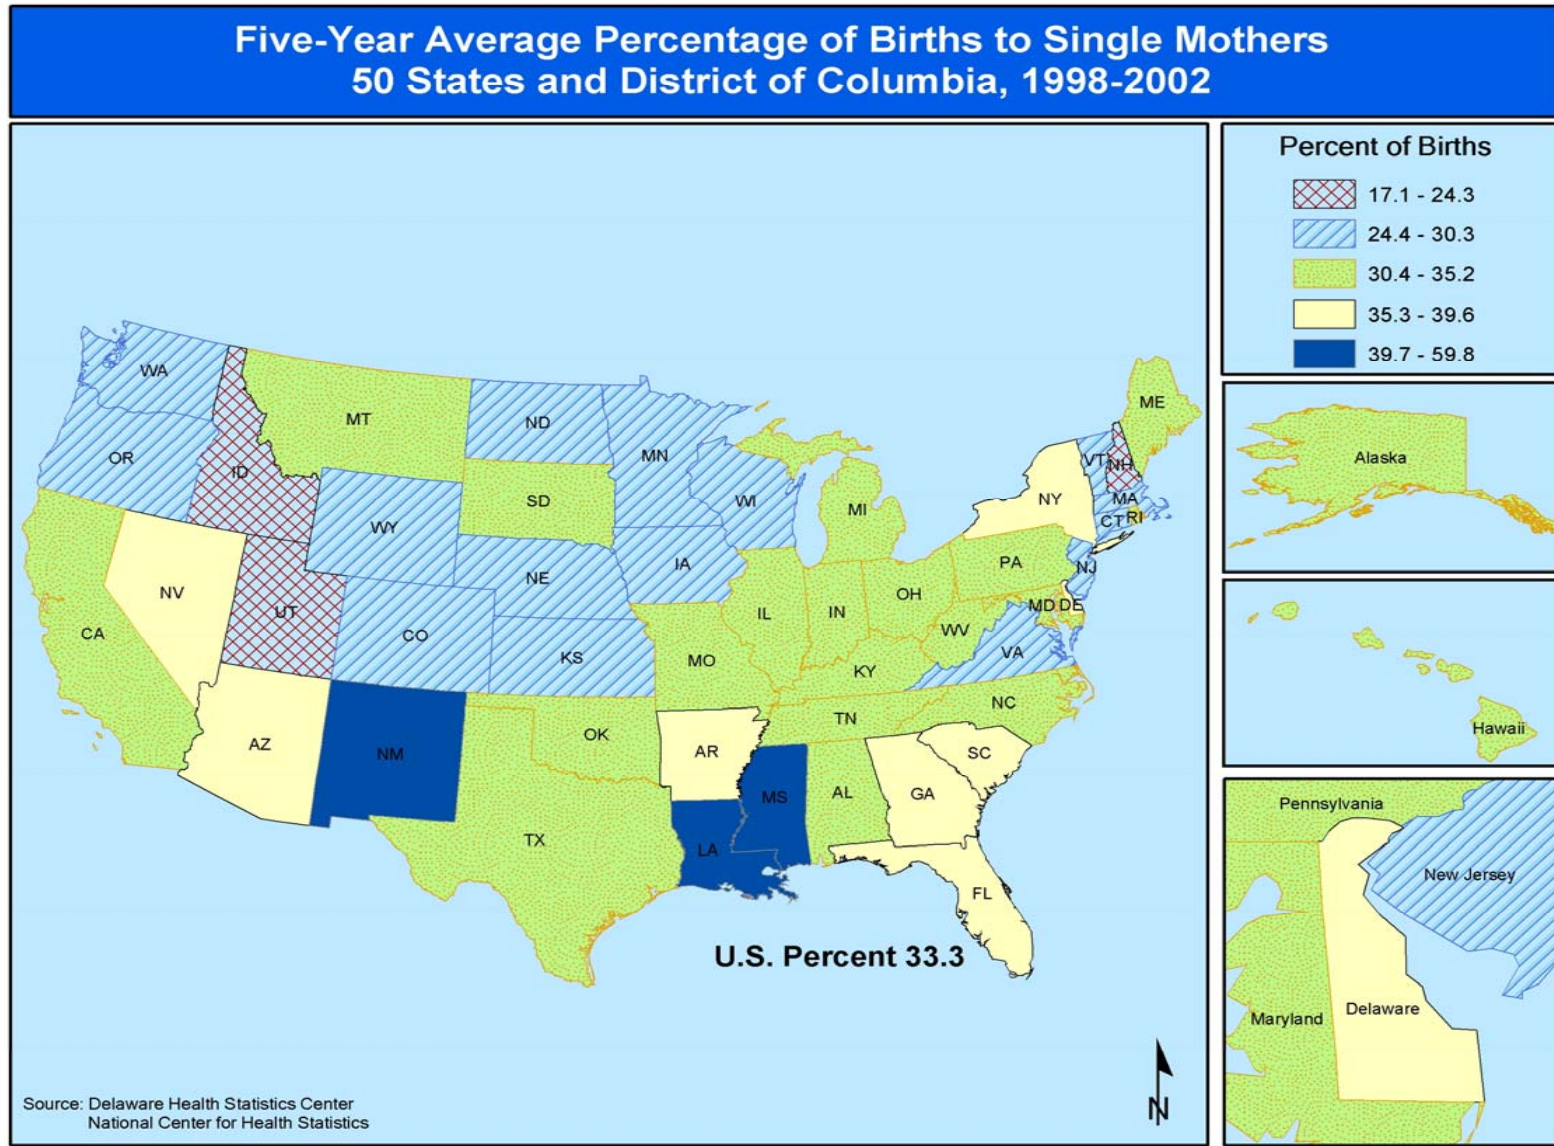 Five-Year Average Percentage of Births to Single Mothers
50 States and District of Columbia, 1998-2002
Percent of Births
17.1 - 24.3
24.4 - 30.3
30.4 - 35.2
35.3 - 39.6
39.7 - 59.8
WA
OR
ID
MT
ND
MN
WI
SD
WY
NE
IA
MI
NY
VT
NH
ME
MA
CT
RI
NJ
PA
NV
UT
CO
KS
CA
MO
IL
IN
OH
WV
MD
DE
VA
KY
TN
NC
AZ
NM
OK
AR
SC
TX
LA
MS
AL
GA
FL
U.S. Percent 33.3
Source: Delaware Health Statistics Center
National Center for Health Statistics
N
Alaska
Hawaii
Pennsylvania
New Jersey
Delaware
Maryland